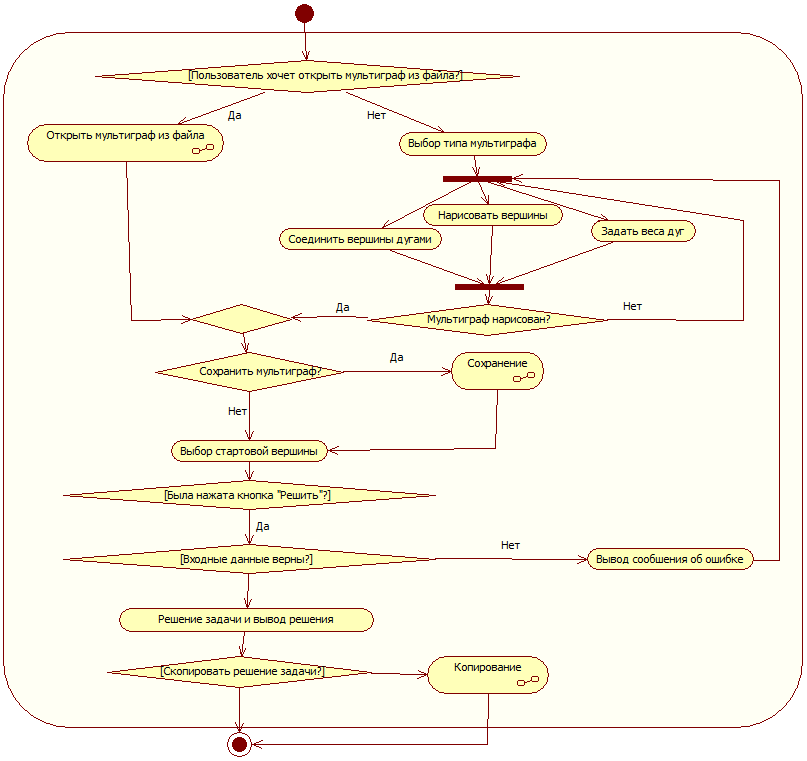 [Пользователь хочет открыть мультиграф из файла?]
Да
Нет
Открыть мультиграф из файла
Выбор типа мультиграфа
Нарисовать вершины
Соединить вершины дугами
Задать веса дуг
Да
Мультиграф нарисован?
Нет
Сохранить мультиграф?
Да
Сохранение
Нет
Выбор стартовой вершины
[Была нажата кнопка "Решить"?]
Да
[Входные данные верны?]
Нет
Вывод сообшения об ошибке
Решение задачи и вывод решения
[Скопировать решение задачи?]
Копирование